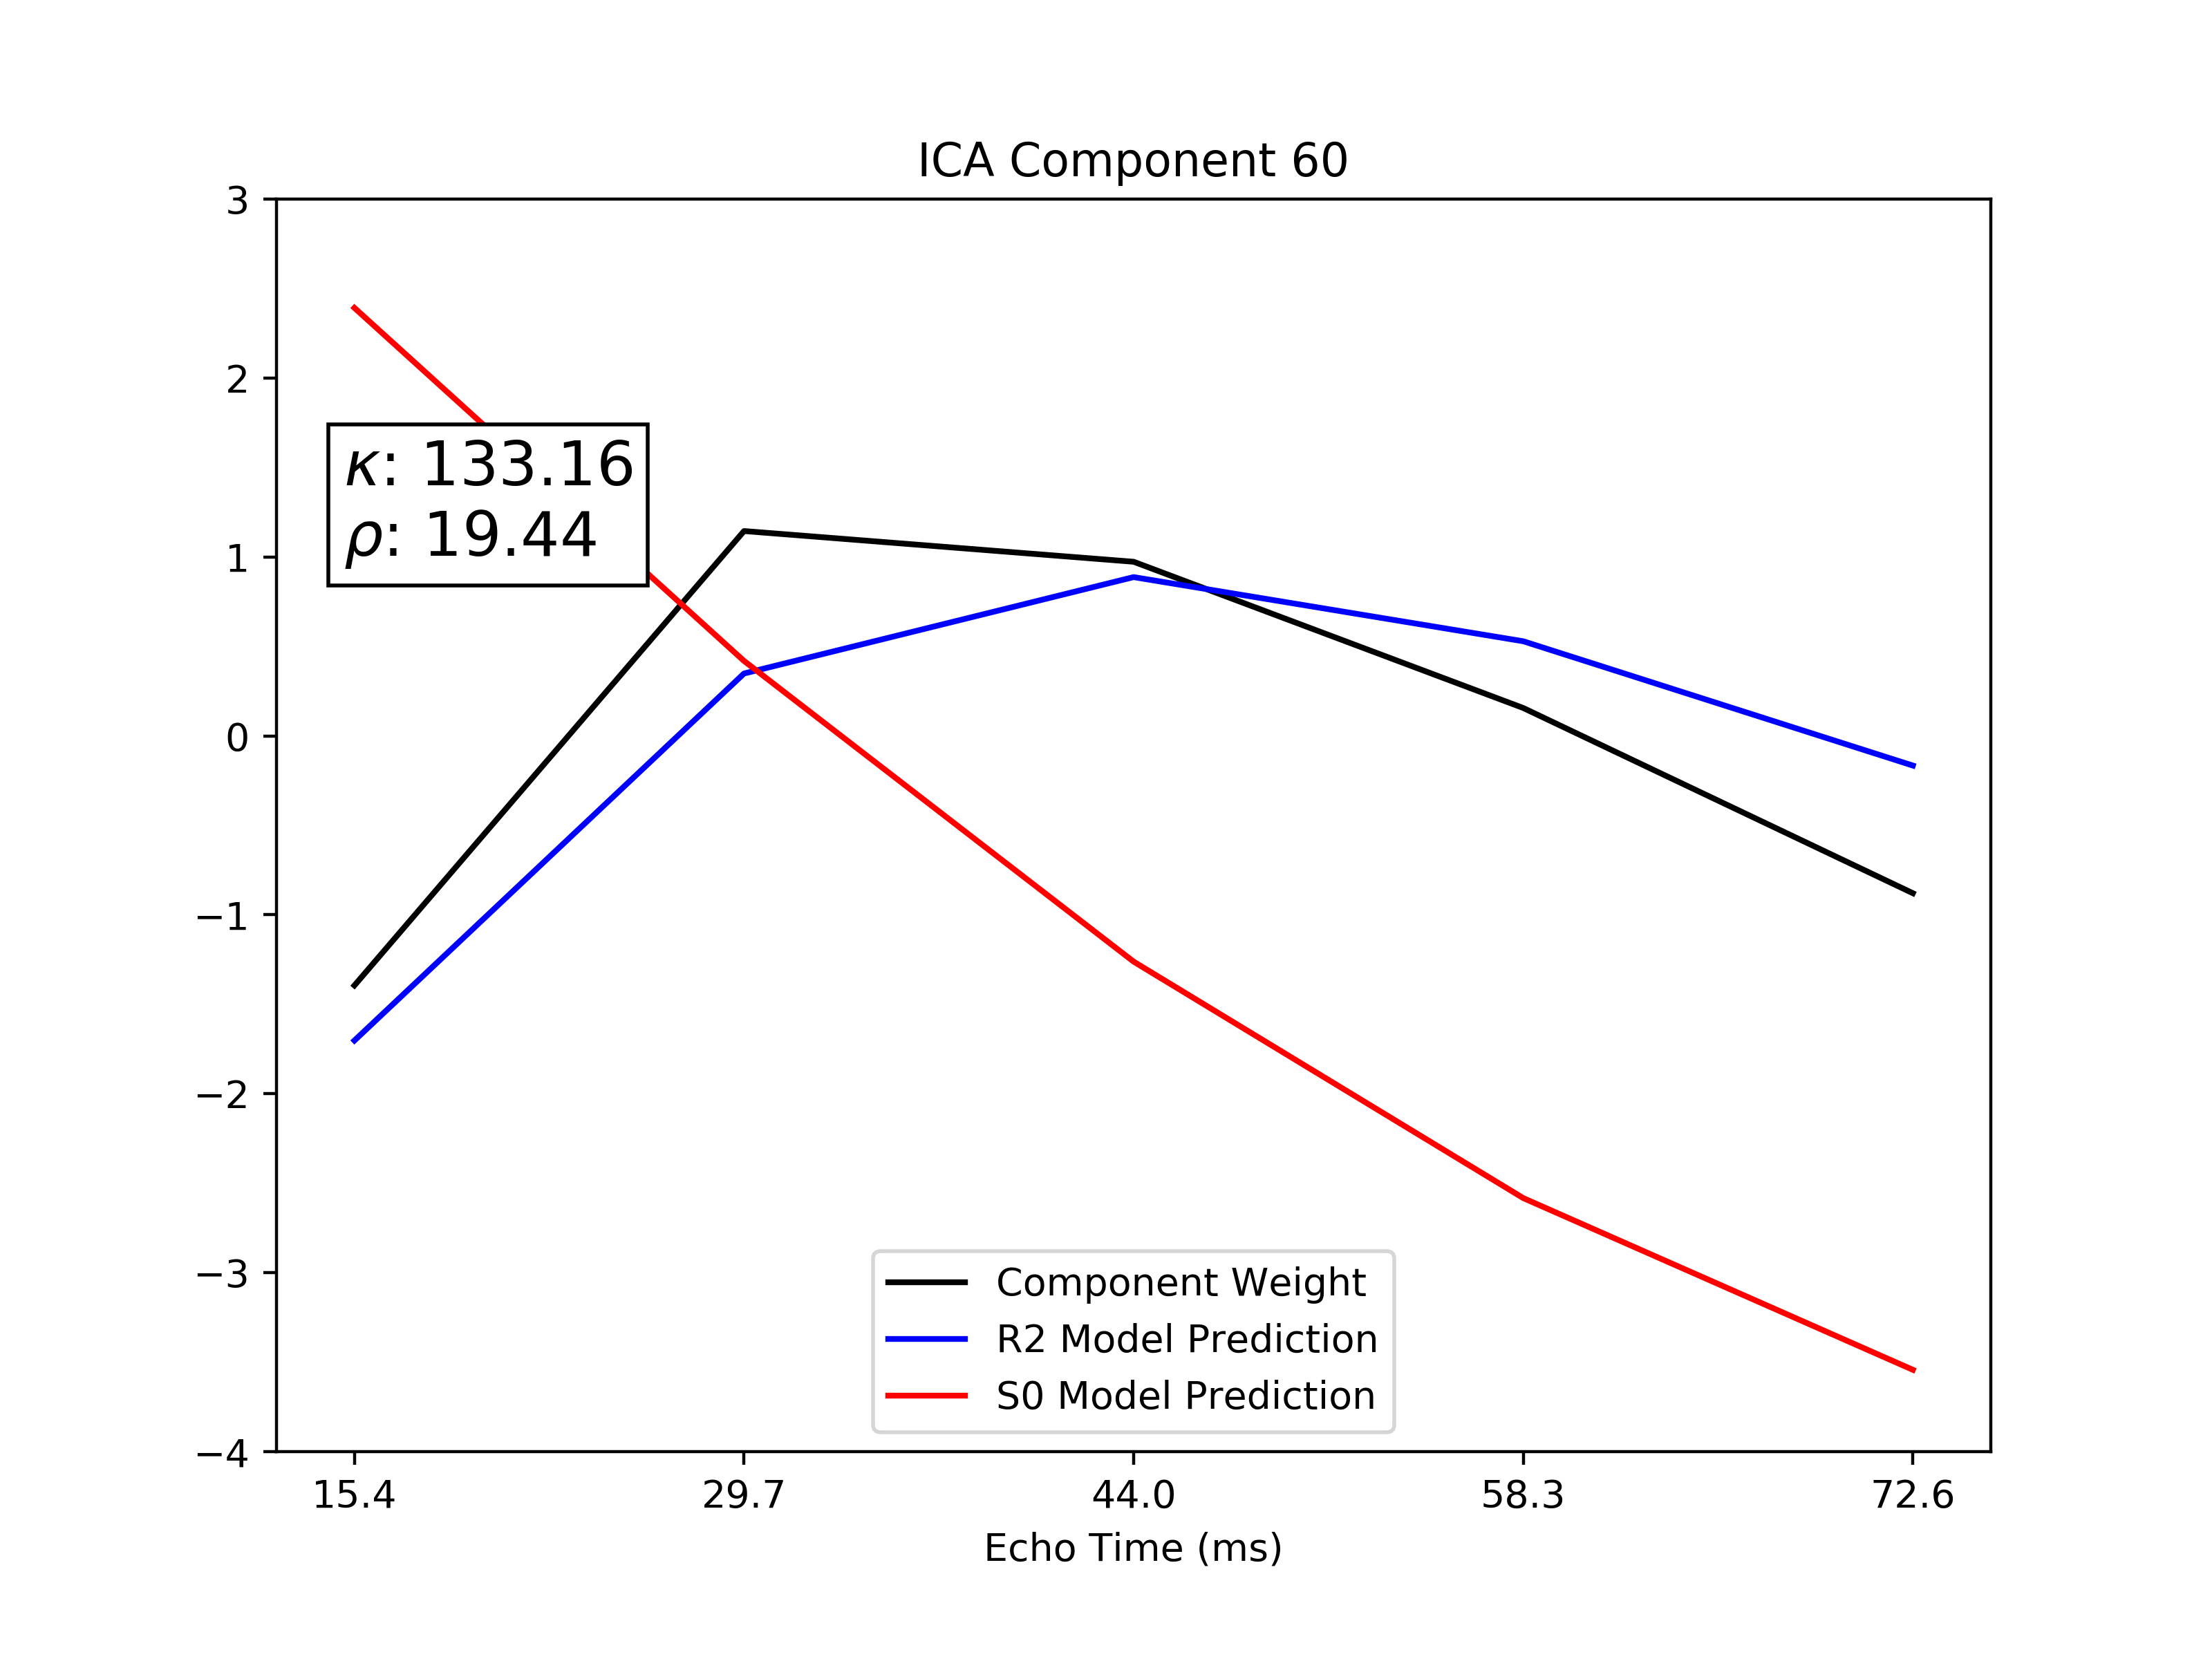 ICA Component 60
3
2
1
0
−1
−2
−3
−4
κ: 133.16
ρ: 19.44
Component Weight
R2 Model Prediction
S0 Model Prediction
15.4 29.7 44.0 58.3 72.6
Echo Time (ms)